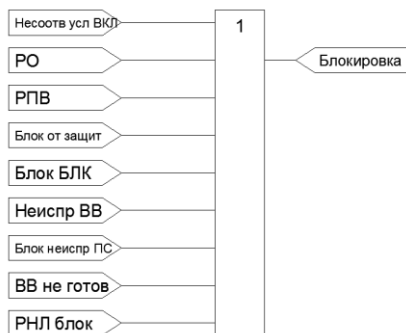 Несоотв усл ВКЛ
1
РО
Блокировка
РПВ
Блок от защит
Блок БЛК
Неиспр ВВ
Блок неиспр ПС
ВВ не готов
РНЛ блок